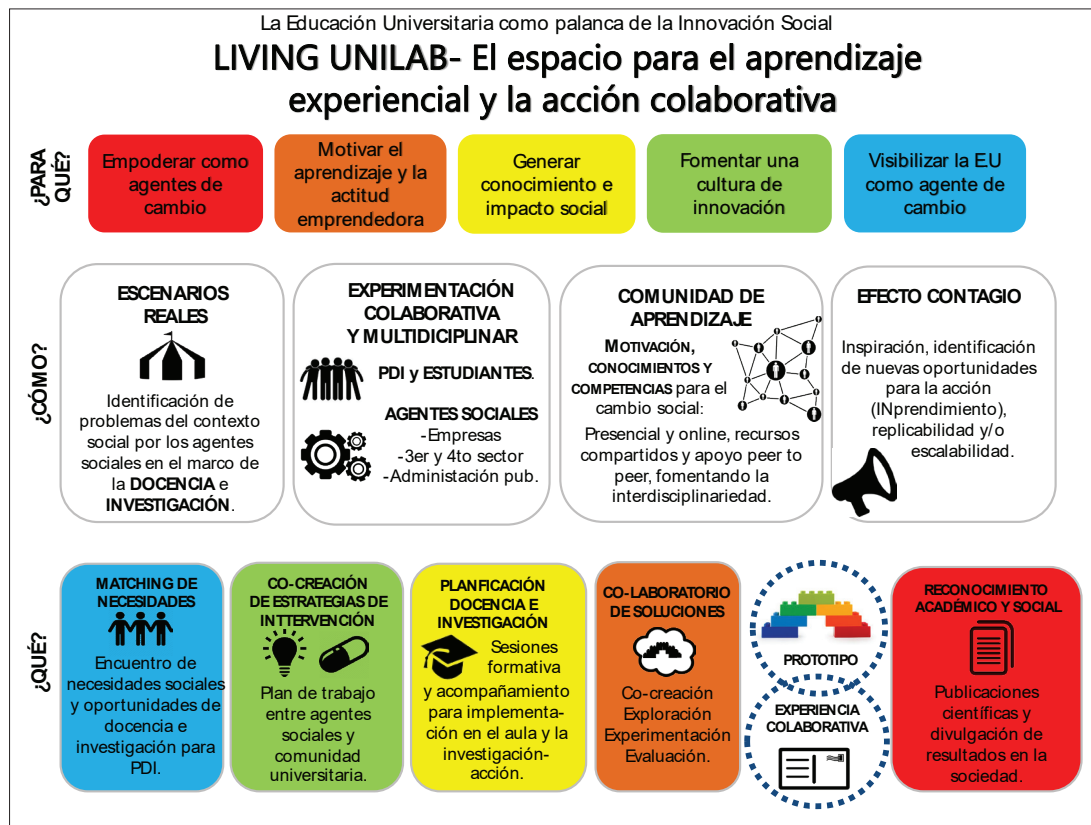 La Educación Universitaria como palanca de la Innovación Social
LIVING UNILAB- El espacio para el aprendizaje
experiencial y la acción colaborativa
¿PARA
QUÉ?
Empoderar como
agentes de
cambio
Motivar el
aprendizaje y la
actitud
emprendedora
Generar
conocimiento e
impacto social
Fomentar una
cultura de
innovación
Visibilizar la EU
como agente de
cambio
¿CÓMO?
ESCENARIOS
REALES
Identificación de
problemas del contexto
social por los agentes
sociales en el marco de
la DOCENCIA e
INVESTIGACIÓN.
EXPERIMENTACIÓN
COLABORATIVA
Y MULTIDICIPLINAR
PDI y ESTUDIANTES.
AGENTES SOCIALES
-Empresas
-3er y 4to sector
-Administación pub.
COMUNIDAD DE
APRENDIZAJE
MOTIVACIÓN,
CONOCIMIENTOS Y
COMPETENCIAS para el
cambio social:
Presencial y online, recursos
compartidos y apoyo peer to
peer, fomentando la
interdisciplinariedad.
EFECTO CONTAGIO
Inspiración, identificación
de nuevas oportunidades
para la acción
(INprendimiento),
replicabilidad y/o
escalabilidad.
¿QUÉ?
MATCHING DE
NECESIDADES
Encuentro de
necesidades sociales
y oportunidades de
docencia e
investigación para
PDI.
CO-CREACIÓN
DE ESTRATEGIAS DE
INTTERVENCIÓN
Plan de trabajo
entre agentes
sociales y
comunidad
universitaria.
PLANFICACIÓN
DOCENCIA E
INVESTIGACIÓN
Sesiones
formativa
y acompañamiento
para implementa-
ción en el aula y la
investigación-
acción.
CO-LABORATORIO
DE SOLUCIONES
Co-creación
Exploración
Experimentación
Evaluación.
PROTOTIPO
EXPERIENCIA
COLABORATIVA
RECONOCIMIENTO
ACADÉMICO Y SOCIAL
Publicaciones
científicas y
divulgación de
resultados en la
sociedad.